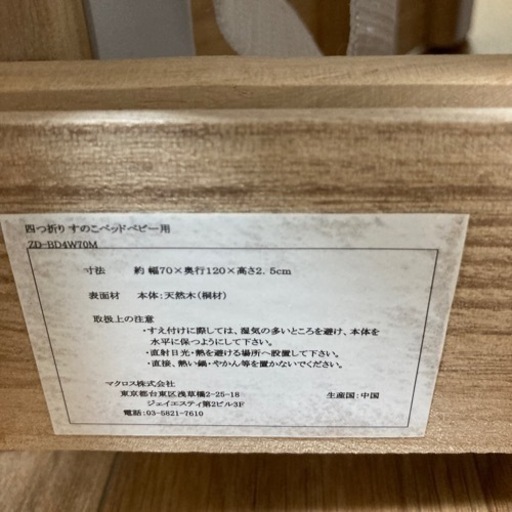 四つ折り すのこベッドベビー用
ZD-BD4W70M
寸法 約 幅70×奥行120×高さ2.5cm
表面材 本体:天然木(桐材)
取扱上の注意
・すえ付けに際しては、湿気の多いところを避け、本体を
水平に保つようにして下さい。
・直射日光・熱を避ける場所へ設置して下さい。
・直接、熱い鍋・やかん等を置かないでください。
マクロス株式会社
東京都台東区浅草橋2-25-18
ジェイエスティ第2ビル3F
生産国:中国
電話:03-5821-7610